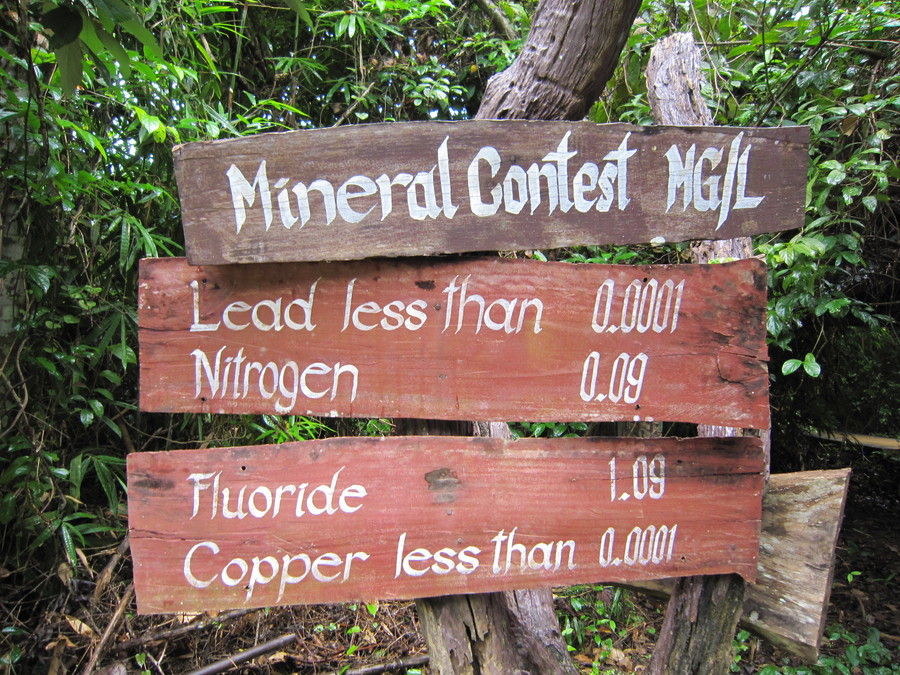 Mineral Contest MG/L
Lead less than 0.0001
Nitrogen 0.09
Fluoride 1.09
Copper less than 0.0001